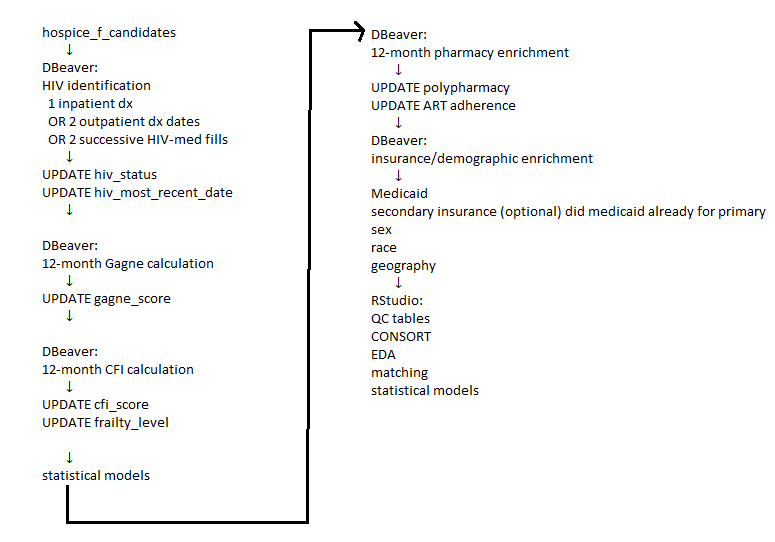 hospice_f_candidates
↓
DBeaver:
HIV identification
1 inpatient dx
OR 2 outpatient dx dates
OR 2 successive HIV-med fills
↓
UPDATE hiv_status
UPDATE hiv_most_recent_date
↓
DBeaver:
12-month Gagne calculation
↓
UPDATE gagne_score
↓
DBeaver:
12-month CFI calculation
↓
UPDATE cfi_score
UPDATE frailty_level
↓
statistical models
DBeaver:
12-month pharmacy enrichment
↓
UPDATE polypharmacy
UPDATE ART adherence
↓
DBeaver:
insurance/demographic enrichment
↓
Medicaid
secondary insurance (optional) did medicaid already for primary
sex
race
geography
↓
RStudio:
QC tables
CONSORT
EDA
matching
statistical models